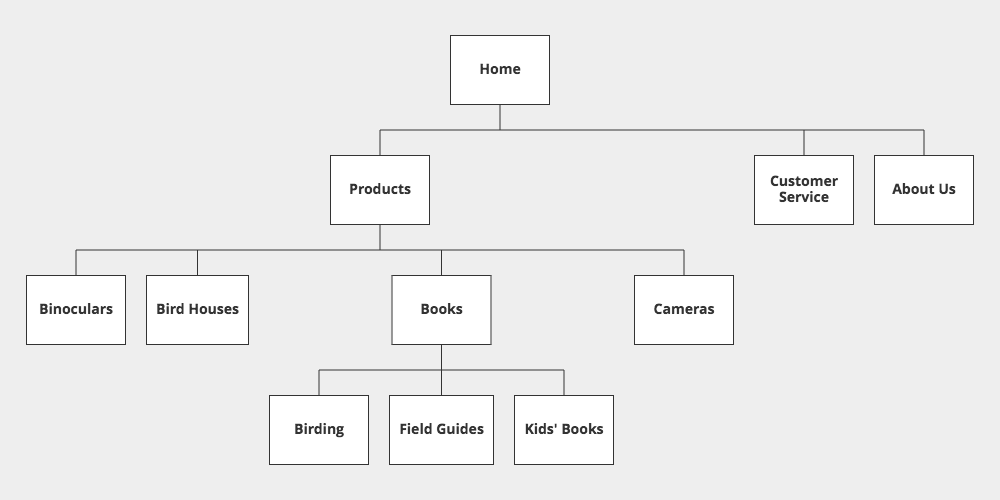 Home
Products
Customer
Service
About Us
Binoculars
Bird Houses
Books
Cameras
Birding
Field Guides
Kids' Books